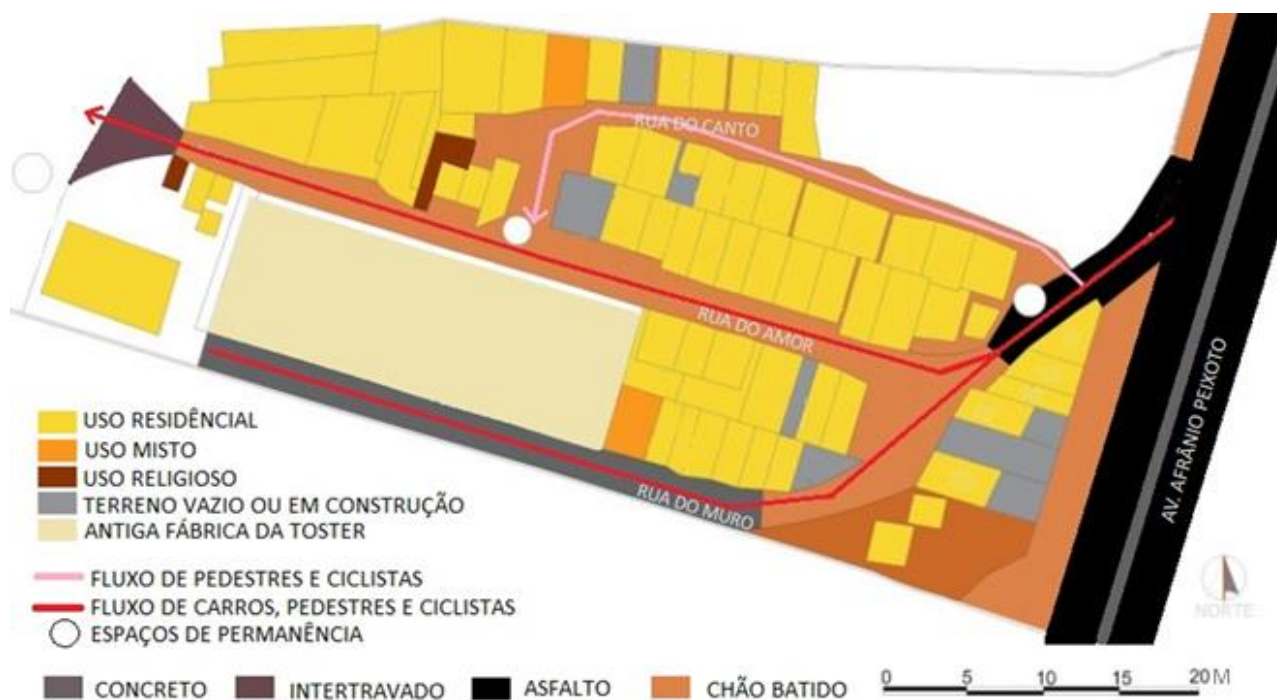 RUA DO CANTO
RUA DO AMOR
RUA DO MURO
AV. AFRÂNIO PEIXOTO
USO RESIDÊNCIAL
USO MISTO
USO RELIGIOSO
TERRENO VAZIO OU EM CONSTRUÇÃO
ANTIGA FÁBRICA DA TOSTER
FLUXO DE PEDESTRES E CICLISTAS
FLUXO DE CARROS, PEDESTRES E CICLISTAS
ESPAÇOS DE PERMANÊNCIA
NORTE
CONCRETO INTERTRAVADO ASFALTO CHÃO BATIDO
0 5 10 15 20 M